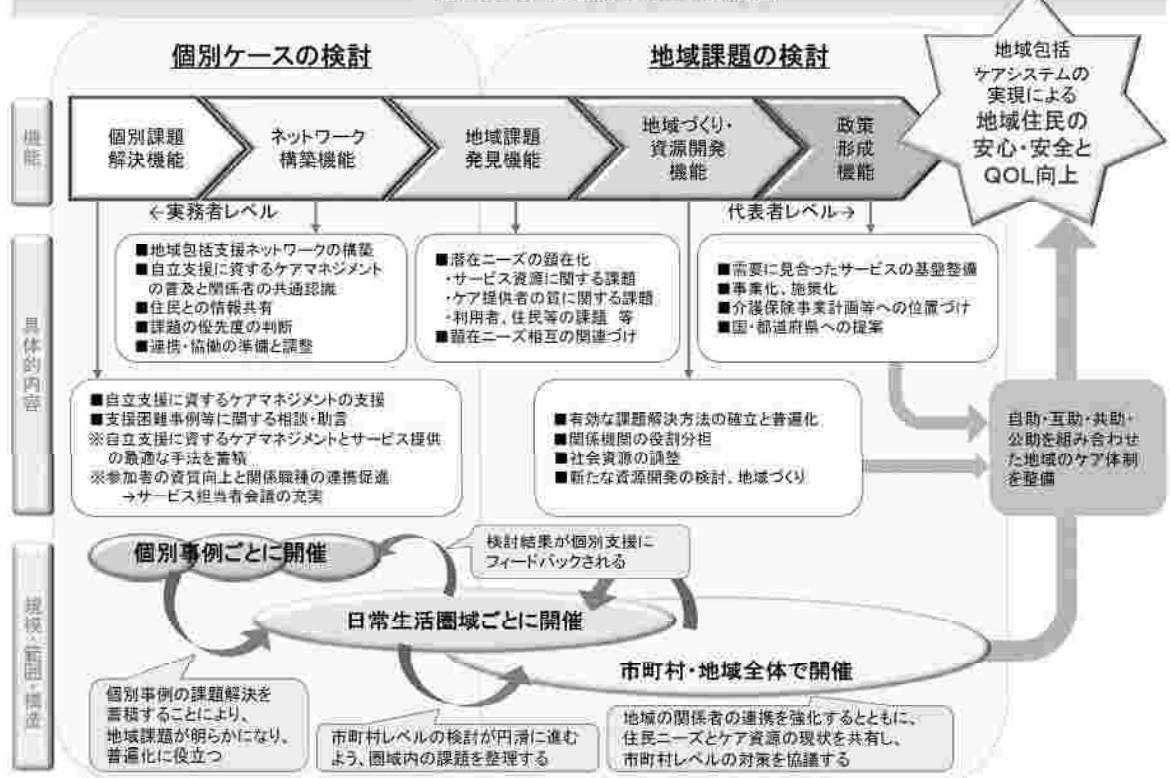 個別ケースの検討
地域課題の検討
地域包括
ケアシステムの
実現による
地域住民の
安心・安全と
QOL向上
機能
個別課題
解決機能
ネットワーク
構築機能
地域課題
発見機能
地域づくり・
資源開発
機能
政策
形成
機能
←実務者レベル
代表者レベル→
具体的内容
■地域包括支援ネットワークの構築
■自立支援に資するケアマネジメント
の普及と関係者の共通認識
■住民との情報共有
■課題の優先度の判断
■連携・協働の準備と調整
■潜在ニーズの顕在化
・サービス資源に関する課題
・ケア提供者の質に関する課題
・利用者、住民等の課題 等
■顕在ニーズ相互の関連づけ
■需要に見合ったサービスの基盤整備
■事業化、施策化
■介護保険事業計画等への位置づけ
■国・都道府県への提案
■自立支援に資するケアマネジメントの支援
■支援困難事例等に関する相談・助言
※自立支援に資するケアマネジメントとサービス提供
の最適な手法を蓄積
※参加者の資質向上と関係職種の連携促進
→サービス担当者会議の充実
■有効な課題解決方法の確立と普遍化
■関係機関の役割分担
■社会資源の調整
■新たな資源開発の検討、地域づくり
自助・互助・共助・
公助を組み合わせ
た地域のケア体制
を整備
規模・範囲・構造
個別事例ごとに開催
検討結果が個別支援に
フィードバックされる
日常生活圏域ごとに開催
市町村・地域全体で開催
個別事例の課題解決を
蓄積することにより、
地域課題が明らかになり、
普遍化に役立つ
市町村レベルの検討が円滑に進む
よう、圏域内の課題を整理する
地域の関係者の連携を強化するとともに、
住民ニーズとケア資源の現状を共有し、
市町村レベルの対策を協議する